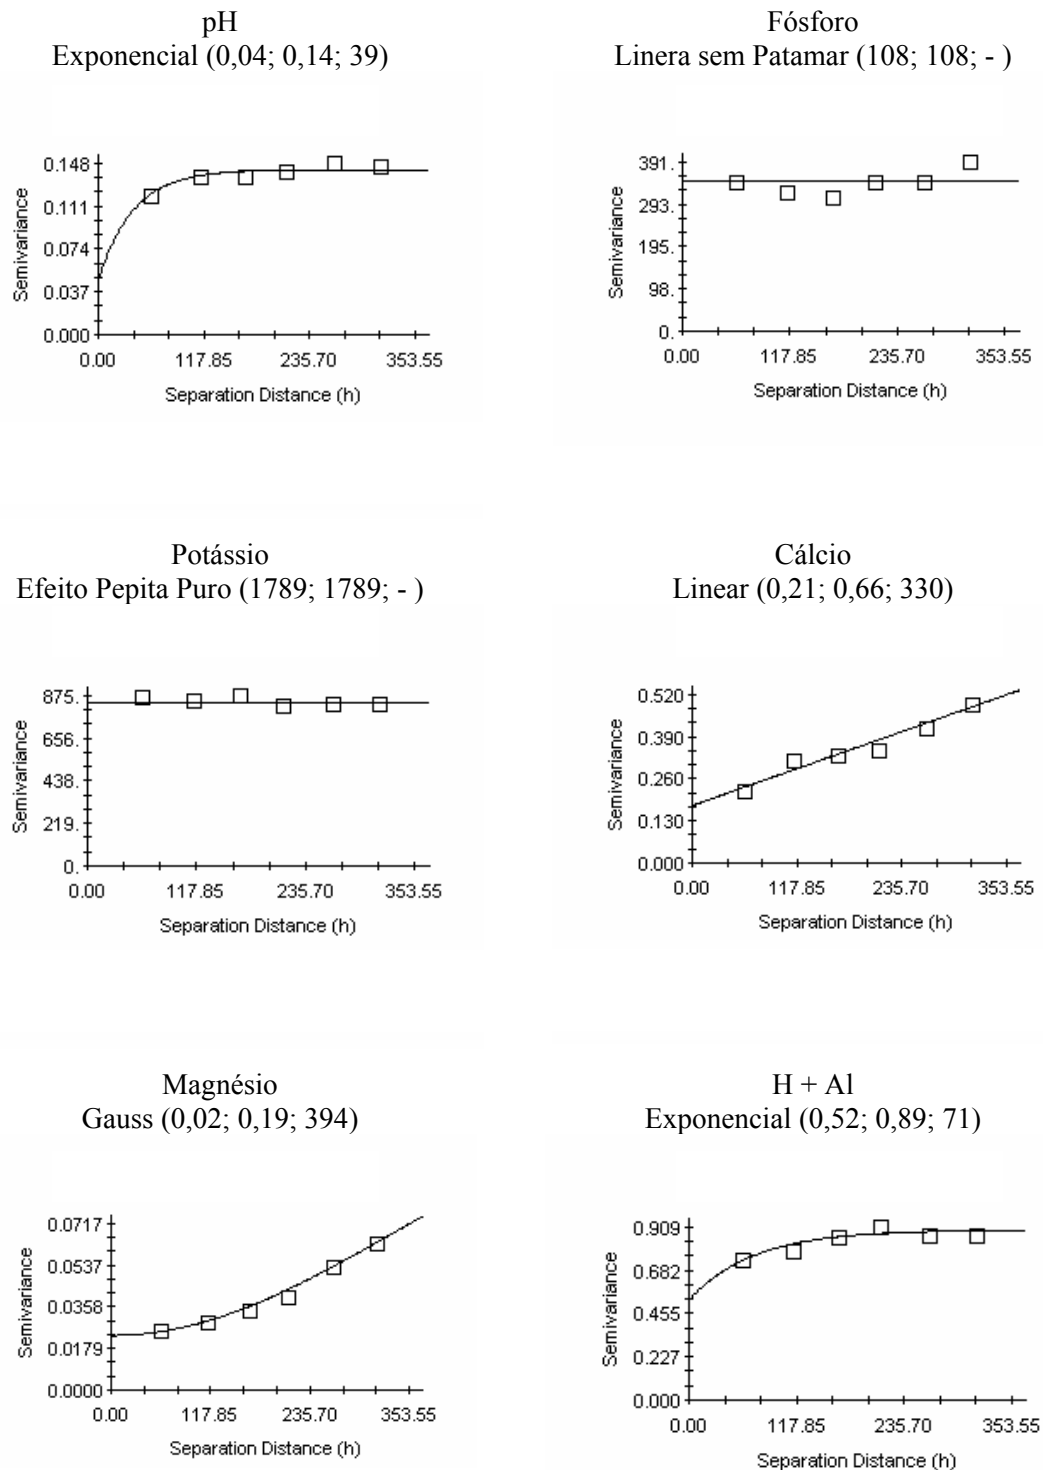 pH
Exponencial (0,04; 0,14; 39)
0.148
0.111
0.074
0.037
0.000
Semivariance
0.00 117.85 235.70 353.55
Separation Distance (h)
Fósforo
Linera sem Patamar (108; 108; - )
391.
293.
195.
98.
0.
Semivariance
0.00 117.85 235.70 353.55
Separation Distance (h)
Potássio
Efeito Pepita Puro (1789; 1789; - )
875.
656.
438.
219.
0.
Semivariance
0.00 117.85 235.70 353.55
Separation Distance (h)
Cálcio
Linear (0,21; 0,66; 330)
0.520
0.390
0.260
0.130
0.000
Semivariance
0.00 117.85 235.70 353.55
Separation Distance (h)
Magnésio
Gauss (0,02; 0,19; 394)
0.0717
0.0537
0.0358
0.0179
0.0000
Semivariance
0.00 117.85 235.70 353.55
Separation Distance (h)
H + Al
Exponencial (0,52; 0,89; 71)
0.909
0.682
0.455
0.227
0.000
Semivariance
0.00 117.85 235.70 353.55
Separation Distance (h)